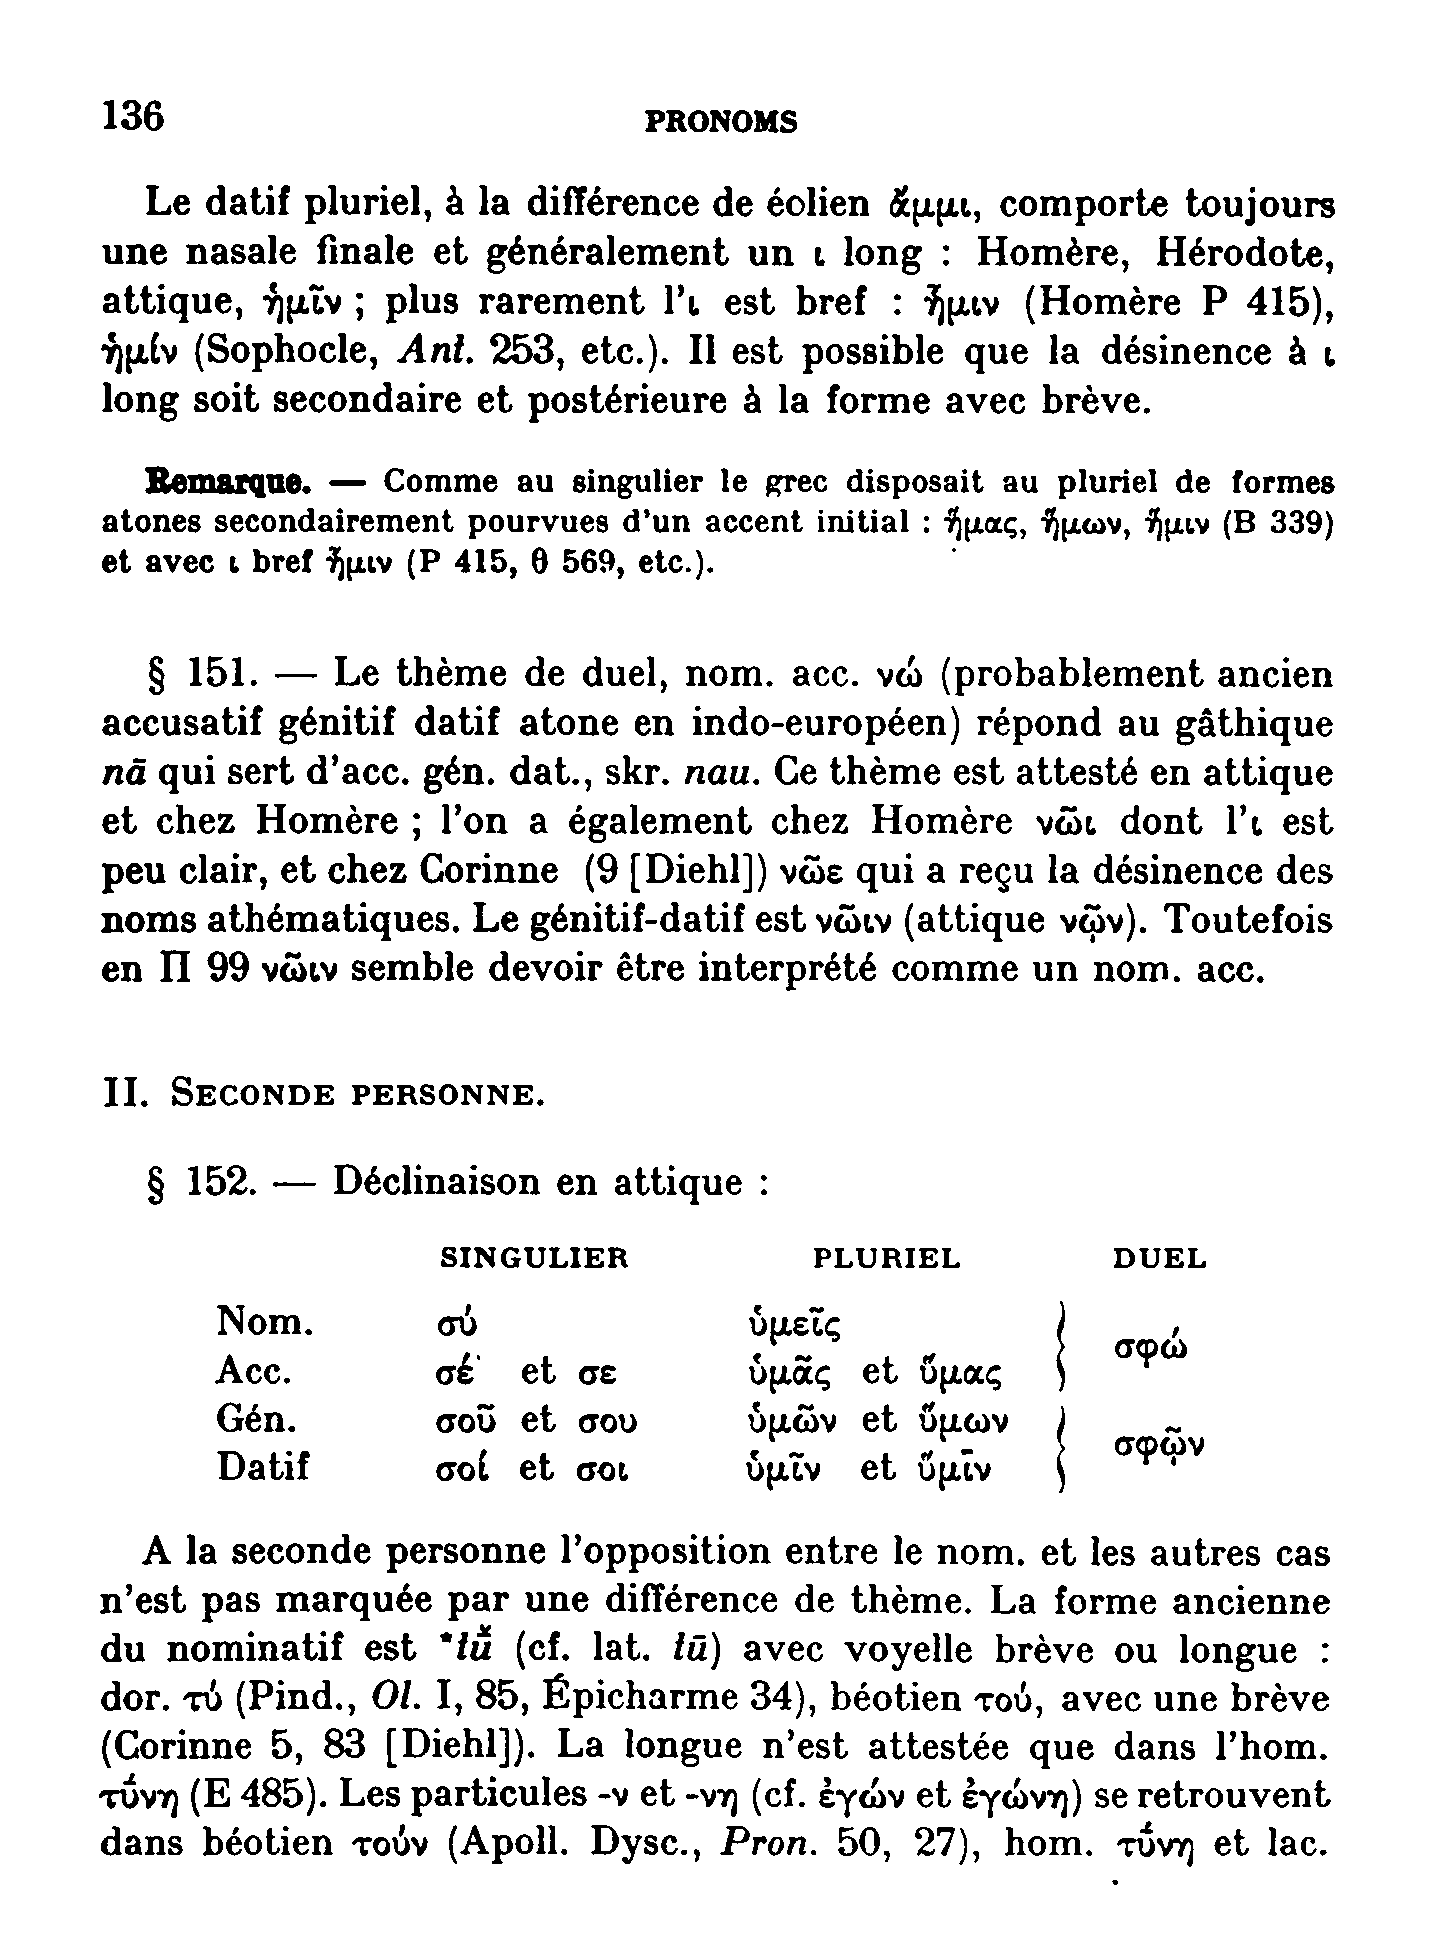 136 PRONOMS
Le datif pluriel, à la différence de éolien ἄμμι, comporte toujours
une nasale finale et généralement un ι long : Homère, Hérodote,
attique, ἡμῖν ; plus rarement l'ι est bref : ἧμιν (Homère P 415),
ἡμίν (Sophocle, Ant. 253, etc.). Il est possible que la désinence à ι
long soit secondaire et postérieure à la forme avec brève.
Remarque. — Comme au singulier le grec disposait au pluriel de formes
atones secondairement pourvues d'un accent initial : ἥμας, ἥμων, ἥμιν (B 339)
et avec ι bref ἧμιν (P 415, θ 569, etc.).
§ 151. — Le thème de duel, nom. acc. νώ (probablement ancien
accusatif génitif datif atone en indo-européen) répond au gâthique
nā qui sert d'acc. gén. dat., skr. nau. Ce thème est attesté en attique
et chez Homère ; l'on a également chez Homère νῶι dont l'ι est
peu clair, et chez Corinne (9 [Diehl]) νῶε qui a reçu la désinence des
noms athématiques. Le génitif-datif est νῶιν (attique νῷν). Toutefois
en Π 99 νῶιν semble devoir être interprété comme un nom. acc.
II. SECONDE PERSONNE.
§ 152. — Déclinaison en attique :
SINGULIER PLURIEL DUEL
Nom. σύ ὑμεῖς
σφώ
Acc. σέ et σε ὑμᾶς et ὕμας
Gén. σοῦ et σου ὑμῶν et ὕμων
σφῷν
Datif σοί et σοι ὑμῖν et ὕμῑν
A la seconde personne l'opposition entre le nom. et les autres cas
n'est pas marquée par une différence de thème. La forme ancienne
du nominatif est *tū̆ (cf. lat. tū) avec voyelle brève ou longue :
dor. τύ (Pind., Ol. I, 85, Épicharme 34), béotien τού, avec une brève
(Corinne 5, 83 [Diehl]). La longue n'est attestée que dans l'hom.
τῡ́νη (E 485). Les particules -ν et -νη (cf. ἐγών et ἐγώνη) se retrouvent
dans béotien τούν (Apoll. Dysc., Pron. 50, 27), hom. τῡ́νη et lac.